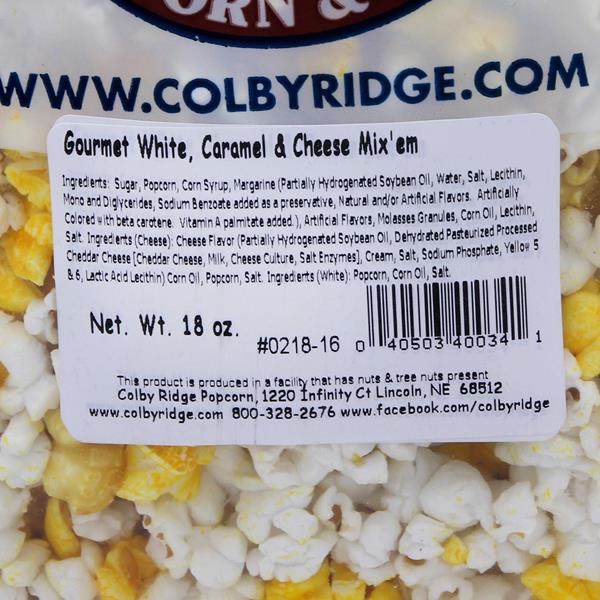 ORN &
WWW.COLBYRIDGE.COM
Gourmet White, Caramel & Cheese Mix'em
Ingredients: Sugar, Popcorn, Corn Syrup, Margarine (Partially Hydrogenated Soybean Oil, Water, Salt, Lecithin,
Mono and Diglycerides, Sodium Benzoate added as a preservative, Natural and/or Artificial Flavors. Artificially
Colored with beta carotene. Vitamin A palmitate added.), Artificial Flavors, Molasses Granules, Corn Oil, Lecithin,
Salt. Ingredients (Cheese): Cheese Flavor (Partially Hydrogenated Soybean Oil, Dehydrated Pasteurized Processed
Cheddar Cheese [Cheddar Cheese, Milk, Cheese Culture, Salt Enzymes], Cream, Salt, Sodium Phosphate, Yellow 5
& 6, Lactic Acid Lecithin) Corn Oil, Popcorn, Salt. Ingredients (White): Popcorn, Corn Oil, Salt.
Net. Wt. 18 oz.
#0218-16 0 40503 40034 1
This product is produced in a facility that has nuts & tree nuts present
Colby Ridge Popcorn, 1220 Infinity Ct Lincoln, NE 68512
www.colbyridge.com 800-328-2676 www.facebook.com/colbyridge